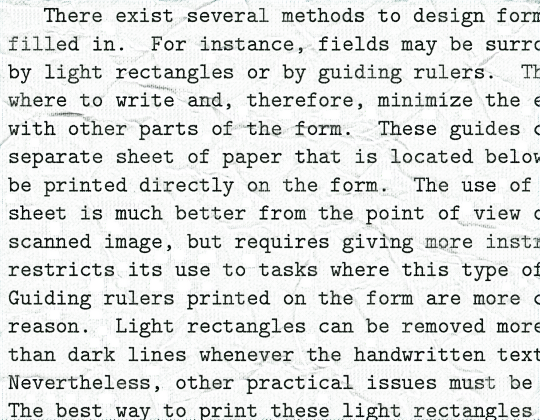 There exist several methods to design form
filled in. For instance, fields may be surro
by light rectangles or by guiding rulers. Th
where to write and, therefore, minimize the e
with other parts of the form. These guides c
separate sheet of paper that is located below
be printed directly on the form. The use of
sheet is much better from the point of view o
scanned image, but requires giving more instr
restricts its use to tasks where this type of
Guiding rulers printed on the form are more c
reason. Light rectangles can be removed more
than dark lines whenever the handwritten text
Nevertheless, other practical issues must be
The best way to print these light rectangles